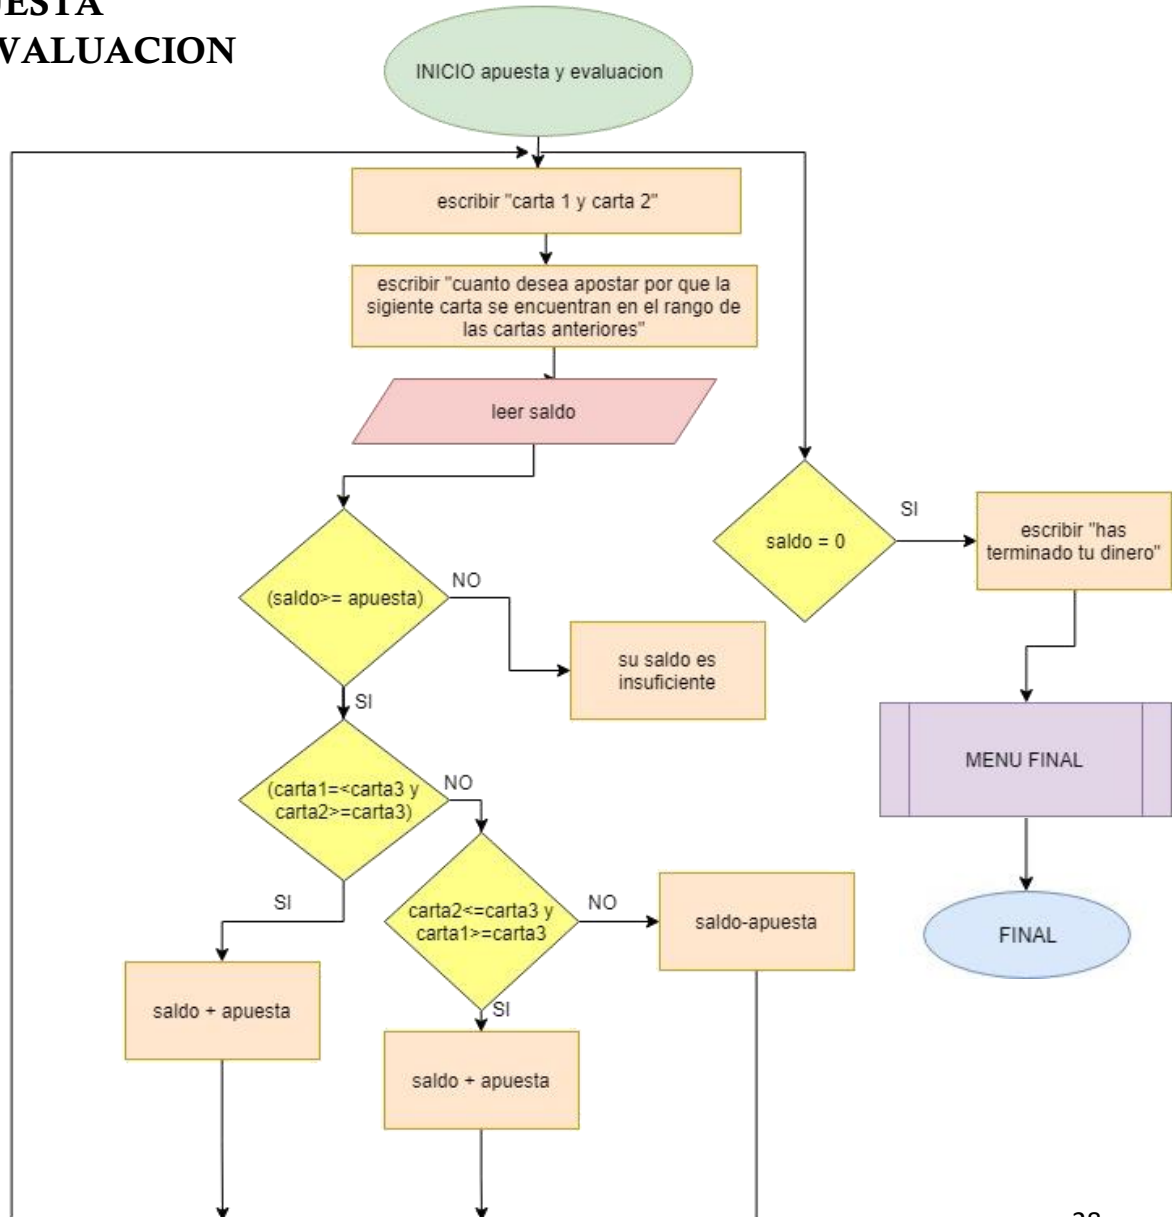 VALUACION
INICIO apuesta y evaluacion
escribir "carta 1 y carta 2"
escribir "cuanto desea apostar por que la
sigiente carta se encuentran en el rango de
las cartas anteriores"
leer saldo
saldo = 0
SI
escribir "has
terminado tu dinero"
(saldo>= apuesta)
NO
su saldo es
insuficiente
SI
MENU FINAL
(carta1=<carta3 y
carta2>=carta3)
NO
SI
carta2<=carta3 y
carta1>=carta3
NO
saldo-apuesta
FINAL
saldo + apuesta
SI
saldo + apuesta